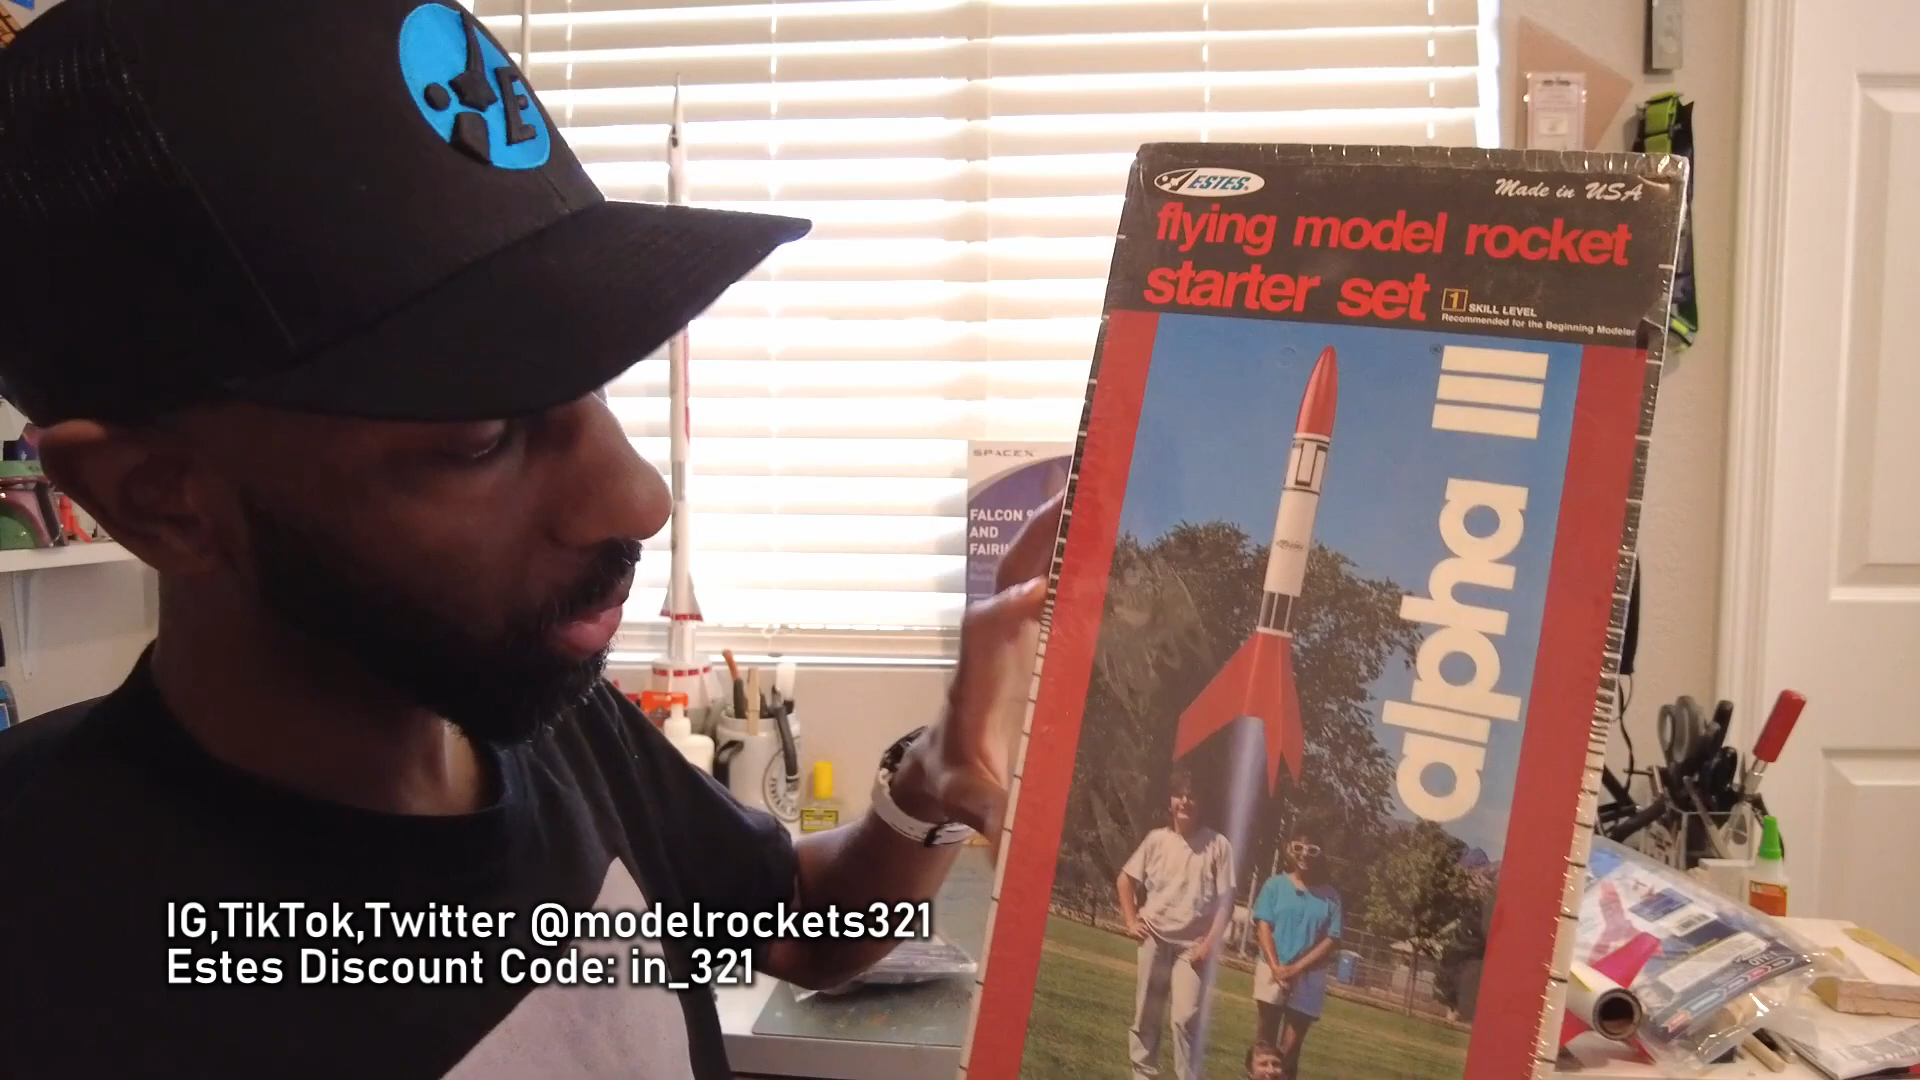 E
ESTES
Made in USA
flying model rocket
starter set
1 SKILL LEVEL
Recommended for the Beginning Modeler
alpha III
SPACEX
FALCON 9
AND
IG,TikTok,Twitter @modelrockets321
Estes Discount Code: in_321